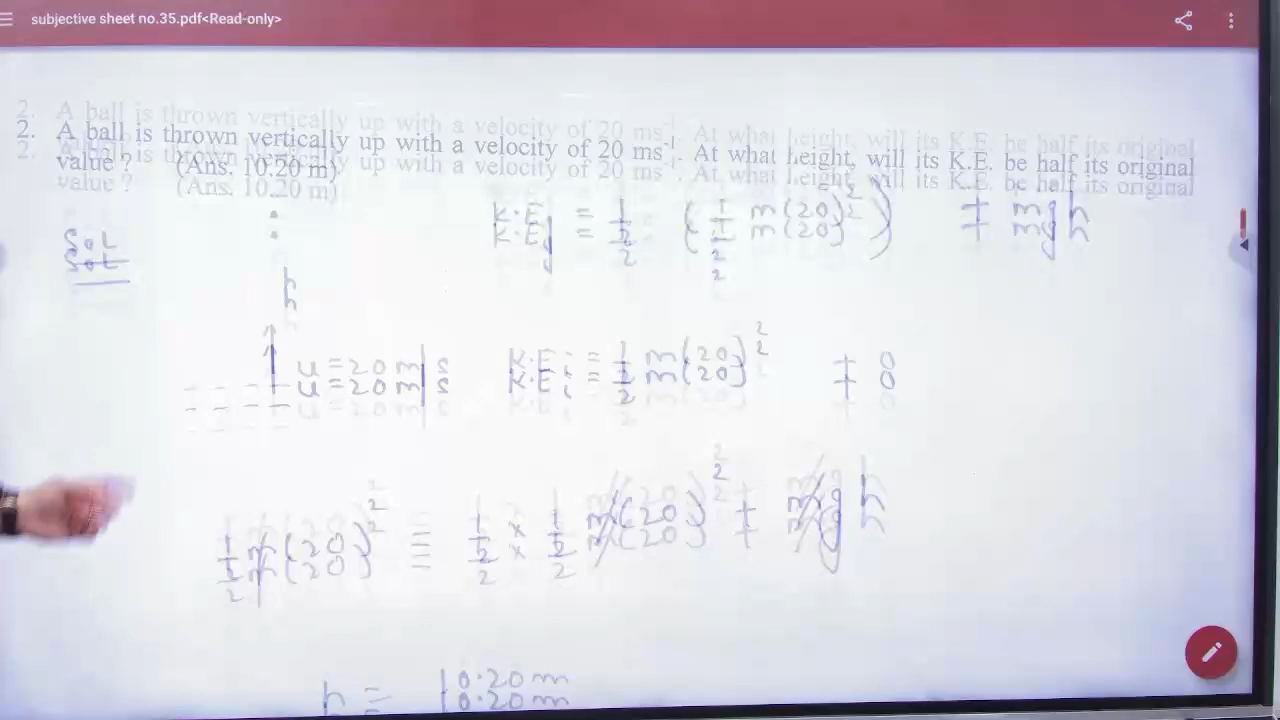 subjective sheet no.35.pdf<Read-only>
2. A ball is thrown vertically up with a velocity of 20 ms⁻¹. At what height, will its K.E. be half its original
value ? (Ans. 10.20 m)
K.E = 1/2 ( 1/2 m(20)² ) + mgh
Sol
h
u = 20 m/s K.Ei = 1/2 m(20)² + 0
1/2 m(20)² = 1/2 × 1/2 m(20)² + mgh
h = 10.20 m